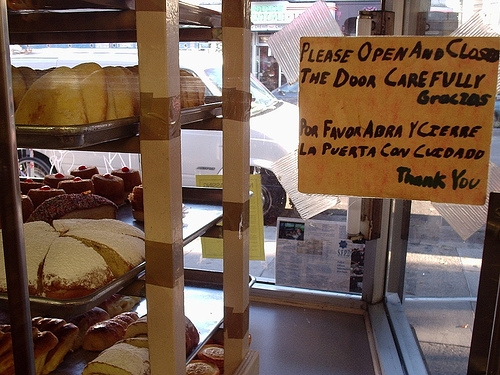 PLEASE OPEN AND CLOSE
THE DOOR CAREFULLY
GRACIAS
POR FAVOR ABRA Y CIERRE
LA PUERTA CON CUIDADO
THANK YOU